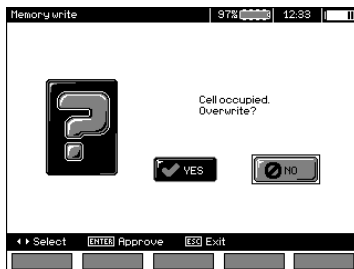 Memory write 97% 12:33
Cell occupied.
Overwrite?
YES NO
Select ENTER Approve ESC Exit